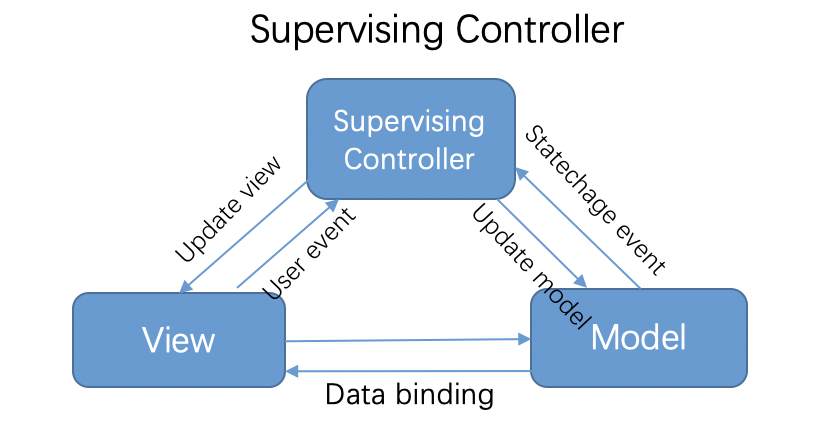 Supervising Controller
Supervising
Controller
Update view
User event
Statechage event
Update model
View
Model
Data binding